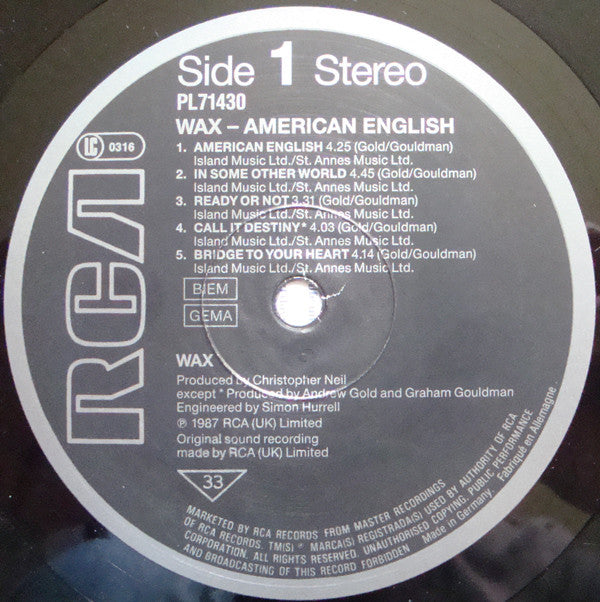 Side 1 Stereo
PL71430
WAX – AMERICAN ENGLISH
LC 0316
1. AMERICAN ENGLISH 4.25 (Gold/Gouldman)
Island Music Ltd./St. Annes Music Ltd.
2. IN SOME OTHER WORLD 4.45 (Gold/Gouldman)
Island Music Ltd./St. Annes Music Ltd.
3. READY OR NOT 3.31 (Gold/Gouldman)
Island Music Ltd./St. Annes Music Ltd.
4. CALL IT DESTINY* 4.03 (Gold/Gouldman)
Island Music Ltd./St. Annes Music Ltd.
5. BRIDGE TO YOUR HEART 4.14 (Gold/Gouldman)
Island Music Ltd./St. Annes Music Ltd.
BIEM
GEMA
RCA
WAX
Produced by Christopher Neil
except * Produced by Andrew Gold and Graham Gouldman
Engineered by Simon Hurrell
℗ 1987 RCA (UK) Limited
Original sound recording
made by RCA (UK) Limited
33
MARKETED BY RCA RECORDS FROM MASTER RECORDINGS
OF RCA RECORDS. TM(S) ® MARCA(S) REGISTRADA(S) USED BY AUTHORITY OF RCA
CORPORATION. ALL RIGHTS RESERVED. UNAUTHORISED COPYING, PUBLIC PERFORMANCE
AND BROADCASTING OF THIS RECORD FORBIDDEN
Made in Germany. Fabriqué en Allemagne